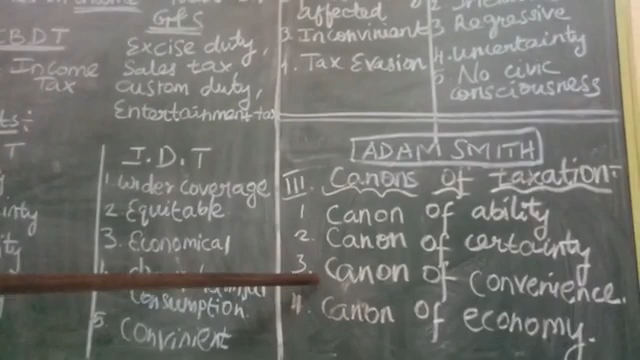 GPS
CBDT
Excise duty,
Income
Tax
Sales tax,
custom duty,
Entertainment tax
affected
3. Inconvinient
4. Tax Evasion
3 Regressive
4. uncertainty
5. No civic
consciousness
I.D.T
1. wider coverage
2. Equitable
3. Economical
consumption.
5. Convinient
ADAM SMITH
III. Canons of taxation:
1 Canon of ability
2. Canon of certainty
3. Canon of convenience.
4. Canon of economy.